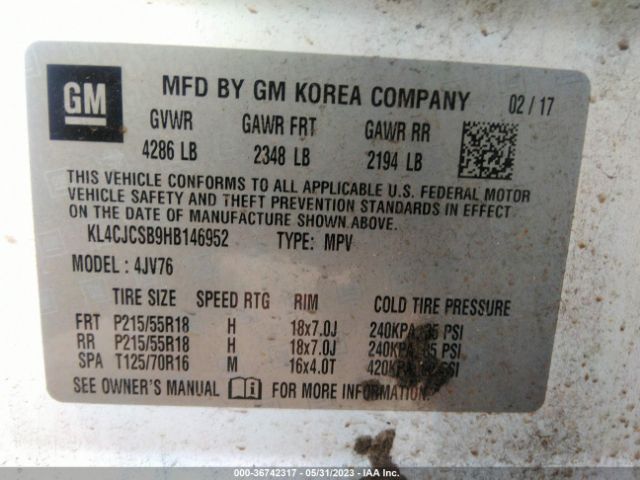 GM
MFD BY GM KOREA COMPANY 02 / 17
GVWR GAWR FRT GAWR RR
4286 LB 2348 LB 2194 LB
THIS VEHICLE CONFORMS TO ALL APPLICABLE U.S. FEDERAL MOTOR
VEHICLE SAFETY AND THEFT PREVENTION STANDARDS IN EFFECT
ON THE DATE OF MANUFACTURE SHOWN ABOVE.
KL4CJCSB9HB146952 TYPE: MPV
MODEL : 4JV76
TIRE SIZE SPEED RTG RIM COLD TIRE PRESSURE
FRT P215/55R18 H 18x7.0J 240KPA, PSI
RR P215/55R18 H 18x7.0J 240KPA, PSI
SPA T125/70R16 M 16x4.0T 420KPA PSI
SEE OWNER'S MANUAL FOR MORE INFORMATION.
000-36742317 - 05/31/2023 - IAA Inc.